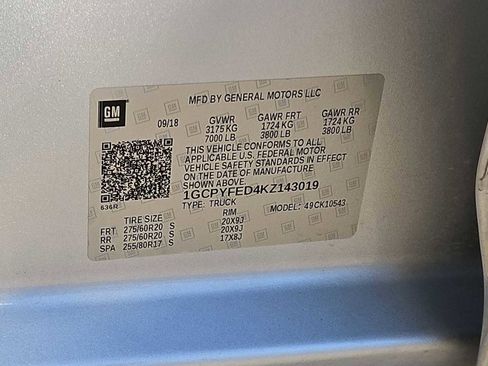 GM
MFD BY GENERAL MOTORS LLC
09/18 GVWR GAWR FRT GAWR RR
3175 KG 1724 KG 1724 KG
7000 LB 3800 LB 3800 LB
THIS VEHICLE CONFORMS TO ALL
APPLICABLE U.S. FEDERAL MOTOR
VEHICLE SAFETY STANDARDS IN EFFECT
ON THE DATE OF MANUFACTURE
SHOWN ABOVE.
1GCPYFED4KZ143019
TYPE: TRUCK MODEL: 49CK10543
TIRE SIZE RIM
FRT 275/60R20 S 20X9J
RR 275/60R20 S 20X9J
SPA 255/80R17 S 17X8J